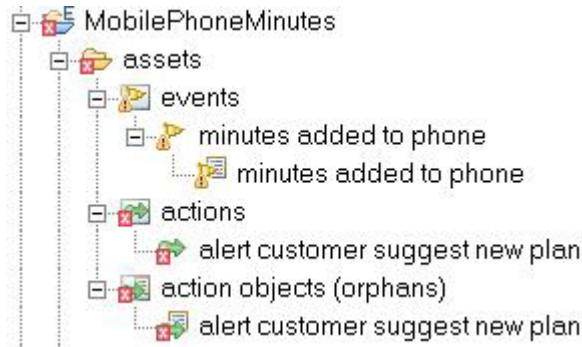 MobilePhoneMinutes
assets
events
minutes added to phone
minutes added to phone
actions
alert customer suggest new plan
action objects (orphans)
alert customer suggest new plan